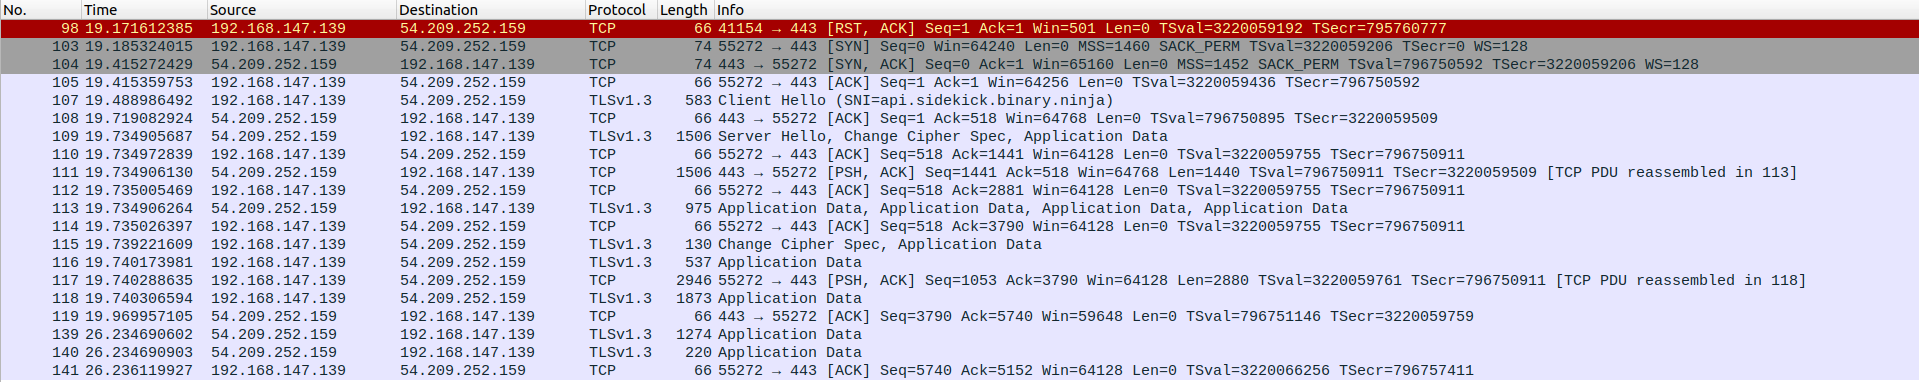 No. Time Source Destination Protocol Length Info
98 19.171612385 192.168.147.139 54.209.252.159 TCP 66 41154 → 443 [RST, ACK] Seq=1 Ack=1 Win=501 Len=0 TSval=3220059192 TSecr=795760777
103 19.185324015 192.168.147.139 54.209.252.159 TCP 74 55272 → 443 [SYN] Seq=0 Win=64240 Len=0 MSS=1460 SACK_PERM TSval=3220059206 TSecr=0 WS=128
104 19.415272429 54.209.252.159 192.168.147.139 TCP 74 443 → 55272 [SYN, ACK] Seq=0 Ack=1 Win=65160 Len=0 MSS=1452 SACK_PERM TSval=796750592 TSecr=3220059206 WS=128
105 19.415359753 192.168.147.139 54.209.252.159 TCP 66 55272 → 443 [ACK] Seq=1 Ack=1 Win=64256 Len=0 TSval=3220059436 TSecr=796750592
107 19.488986492 192.168.147.139 54.209.252.159 TLSv1.3 583 Client Hello (SNI=api.sidekick.binary.ninja)
108 19.719082924 54.209.252.159 192.168.147.139 TCP 66 443 → 55272 [ACK] Seq=1 Ack=518 Win=64768 Len=0 TSval=796750895 TSecr=3220059509
109 19.734905687 54.209.252.159 192.168.147.139 TLSv1.3 1506 Server Hello, Change Cipher Spec, Application Data
110 19.734972839 192.168.147.139 54.209.252.159 TCP 66 55272 → 443 [ACK] Seq=518 Ack=1441 Win=64128 Len=0 TSval=3220059755 TSecr=796750911
111 19.734906130 54.209.252.159 192.168.147.139 TCP 1506 443 → 55272 [PSH, ACK] Seq=1441 Ack=518 Win=64768 Len=1440 TSval=796750911 TSecr=3220059509 [TCP PDU reassembled in 113]
112 19.735005469 192.168.147.139 54.209.252.159 TCP 66 55272 → 443 [ACK] Seq=518 Ack=2881 Win=64128 Len=0 TSval=3220059755 TSecr=796750911
113 19.734906264 54.209.252.159 192.168.147.139 TLSv1.3 975 Application Data, Application Data, Application Data, Application Data
114 19.735026397 192.168.147.139 54.209.252.159 TCP 66 55272 → 443 [ACK] Seq=518 Ack=3790 Win=64128 Len=0 TSval=3220059755 TSecr=796750911
115 19.739221609 192.168.147.139 54.209.252.159 TLSv1.3 130 Change Cipher Spec, Application Data
116 19.740173981 192.168.147.139 54.209.252.159 TLSv1.3 537 Application Data
117 19.740288635 192.168.147.139 54.209.252.159 TCP 2946 55272 → 443 [PSH, ACK] Seq=1053 Ack=3790 Win=64128 Len=2880 TSval=3220059761 TSecr=796750911 [TCP PDU reassembled in 118]
118 19.740306594 192.168.147.139 54.209.252.159 TLSv1.3 1873 Application Data
119 19.969957105 54.209.252.159 192.168.147.139 TCP 66 443 → 55272 [ACK] Seq=3790 Ack=5740 Win=59648 Len=0 TSval=796751146 TSecr=3220059759
139 26.234690602 54.209.252.159 192.168.147.139 TLSv1.3 1274 Application Data
140 26.234690903 54.209.252.159 192.168.147.139 TLSv1.3 220 Application Data
141 26.236119927 192.168.147.139 54.209.252.159 TCP 66 55272 → 443 [ACK] Seq=5740 Ack=5152 Win=64128 Len=0 TSval=3220066256 TSecr=796757411